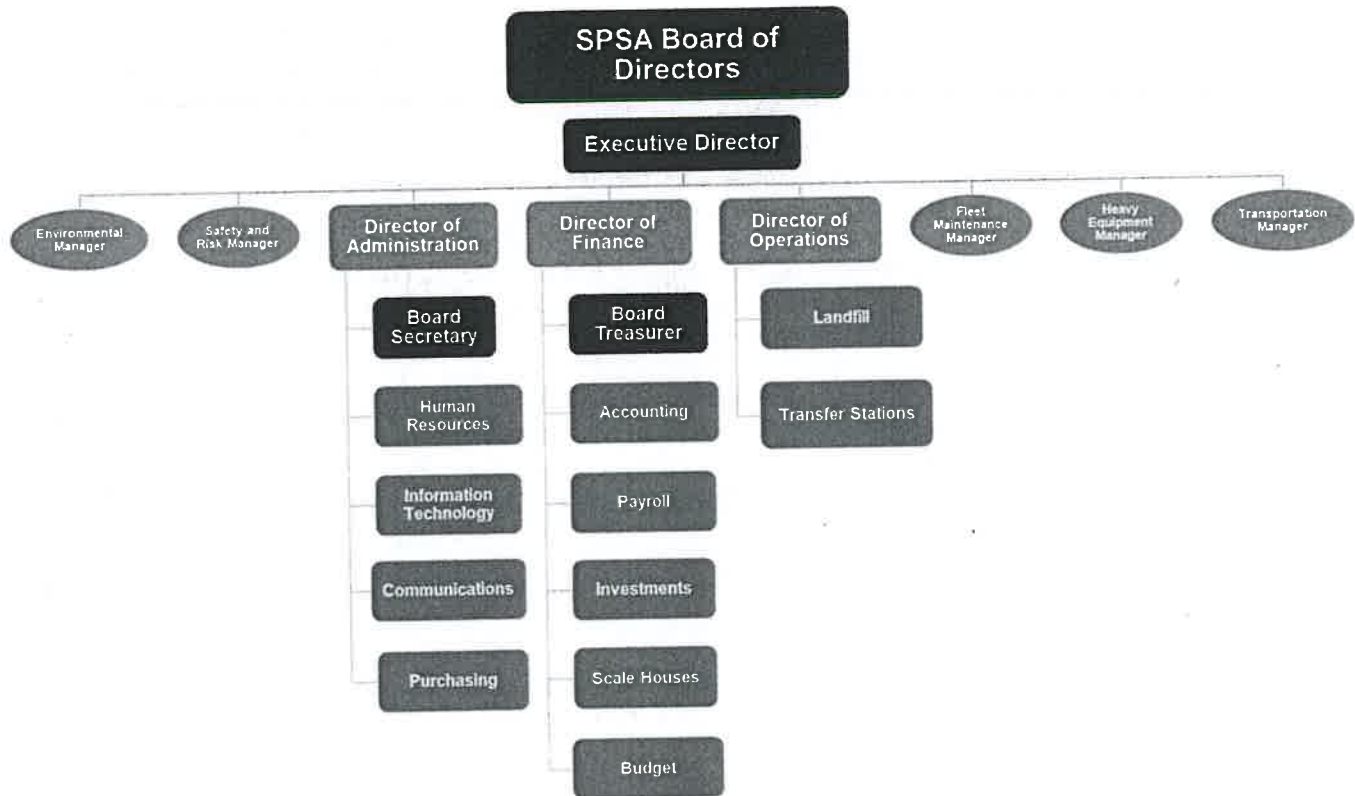 SPSA Board of
Directors
Executive Director
Environmental
Manager
Safety and
Risk Manager
Director of
Administration
Director of
Finance
Director of
Operations
Fleet
Maintenance
Manager
Heavy
Equipment
Manager
Transportation
Manager
Board
Secretary
Human
Resources
Information
Technology
Communications
Purchasing
Board
Treasurer
Accounting
Payroll
Investments
Scale Houses
Budget
Landfill
Transfer Stations